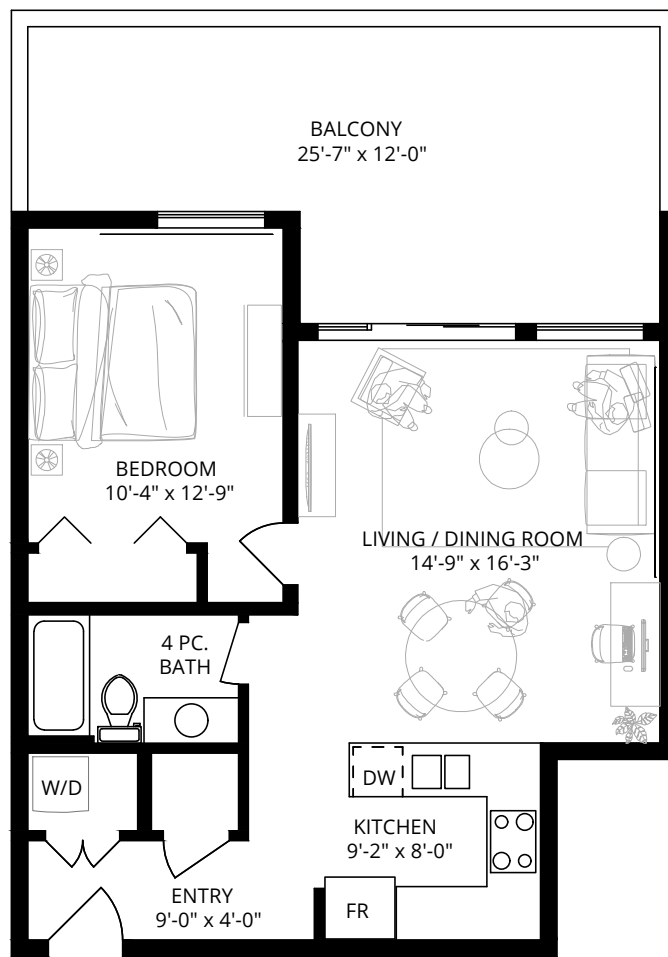 BALCONY
25'-7" x 12'-0"
BEDROOM
10'-4" x 12'-9"
LIVING / DINING ROOM
14'-9" x 16'-3"
4 PC.
BATH
W/D
DW
KITCHEN
9'-2" x 8'-0"
ENTRY
9'-0" x 4'-0"
FR